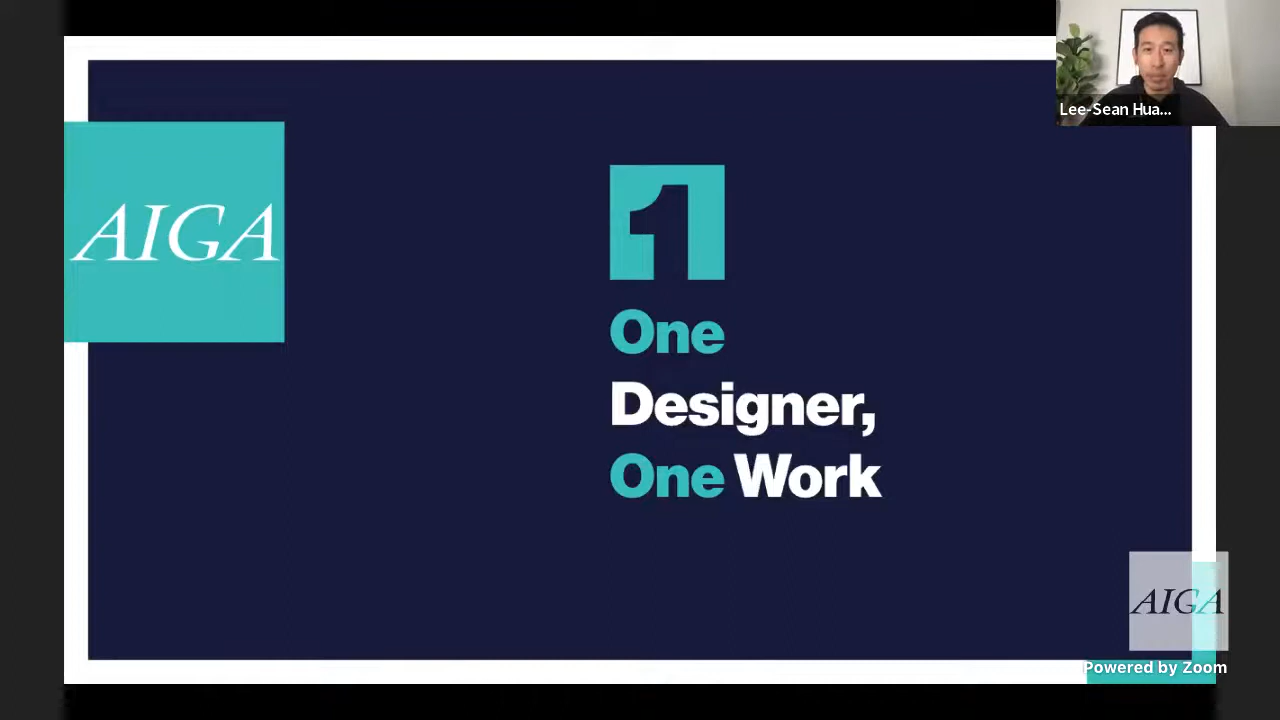 Lee-Sean Hua...
AIGA
1
One
Designer,
One Work
AIGA
Powered by Zoom